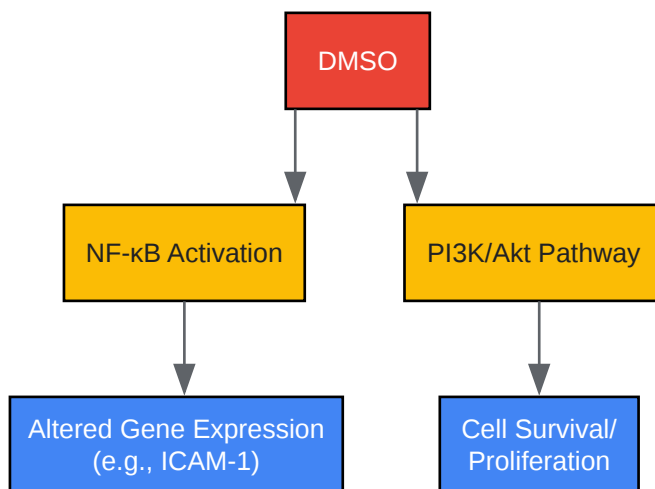 DMSO
NF-κB Activation
PI3K/Akt Pathway
Altered Gene Expression
(e.g., ICAM-1)
Cell Survival/
Proliferation